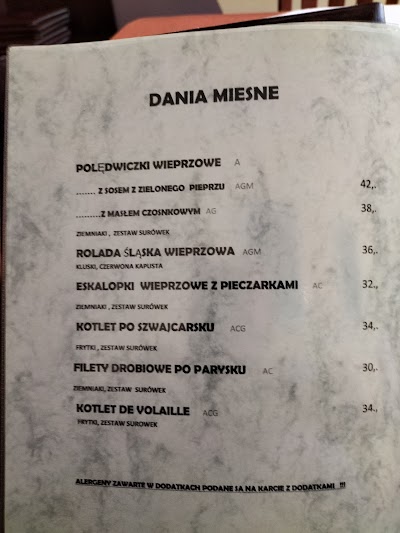 DANIA MIESNE
POLĘDWICZKI WIEPRZOWE A
........ Z SOSEM Z ZIELONEGO PIEPRZU AGM 42,.
.........Z MASŁEM CZOSNKOWYM AG 38,.
ZIEMNIAKI , ZESTAW SURÓWEK
ROLADA ŚLĄSKA WIEPRZOWA AGM 36,.
KLUSKI, CZERWONA KAPUSTA
ESKALOPKI WIEPRZOWE Z PIECZARKAMI AC 32,.
ZIEMNIAKI , ZESTAW SURÓWEK
KOTLET PO SZWAJCARSKU ACG 34,.
FRYTKI , ZESTAW SURÓWEK
FILETY DROBIOWE PO PARYSKU AC 30,.
ZIEMNIAKI, ZESTAW SURÓWEK
KOTLET DE VOLAILLE ACG 34.,
FRYTKI, ZESTAW SUROWEK
ALERGENY ZAWARTE W DODATKACH PODANE SA NA KARCIE Z DODATKAMI !!!